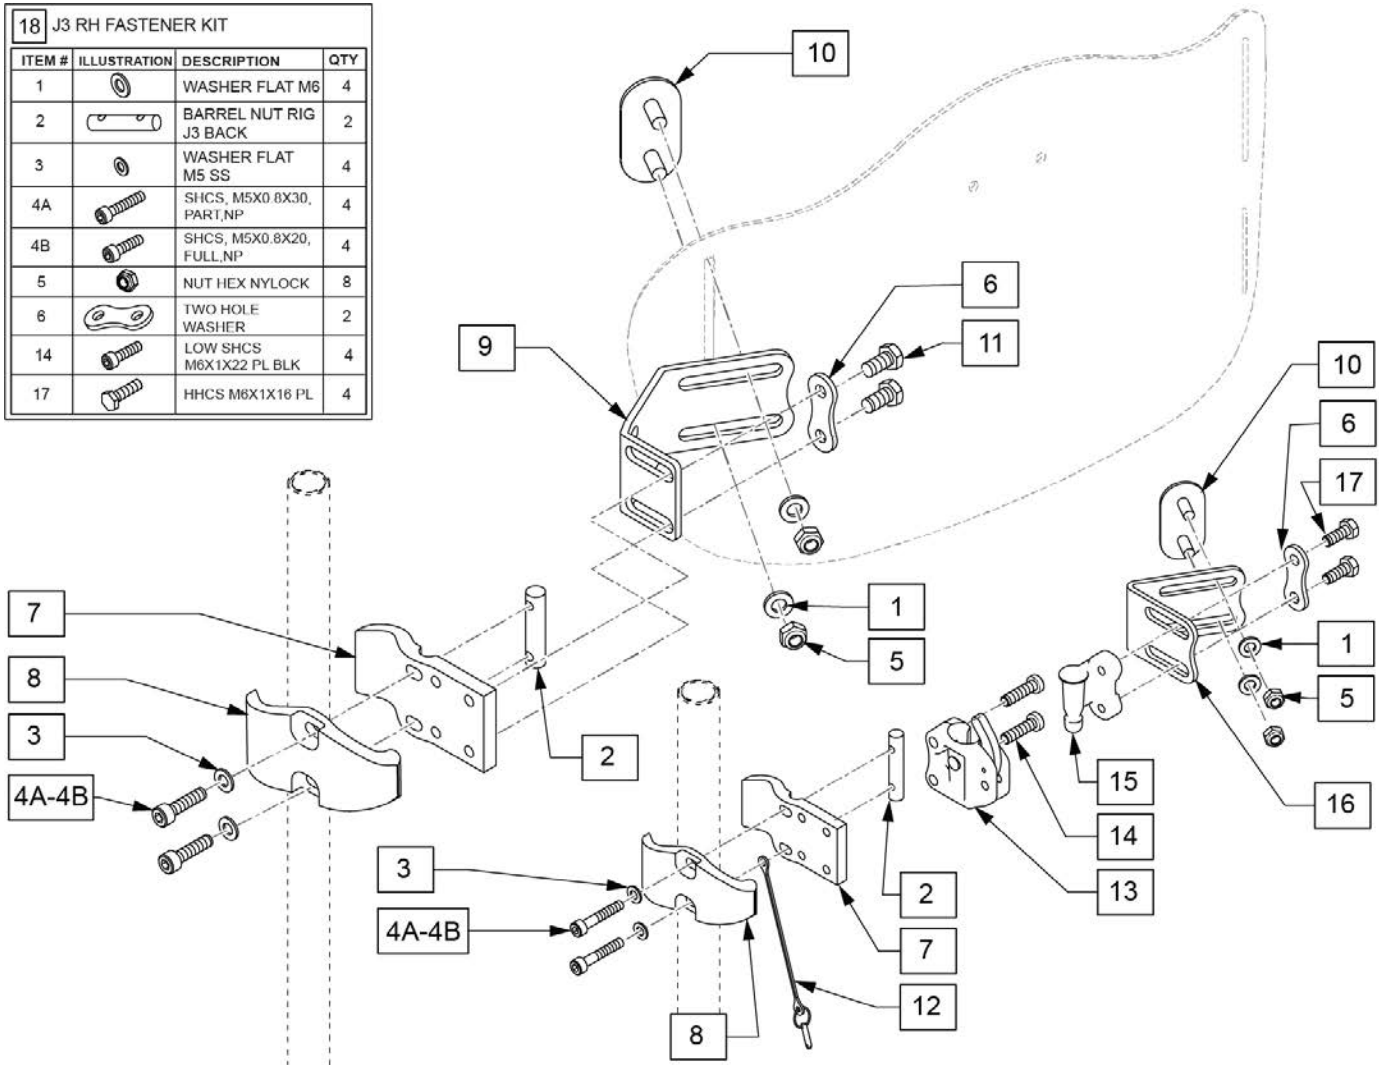 18 J3 RH FASTENER KIT
ITEM # ILLUSTRATION DESCRIPTION QTY
1 WASHER FLAT M6 4
2 BARREL NUT RIG J3 BACK 2
3 WASHER FLAT M5 SS 4
4A SHCS, M5X0.8X30, PART,NP 4
4B SHCS, M5X0.8X20, FULL,NP 4
5 NUT HEX NYLOCK 8
6 TWO HOLE WASHER 2
14 LOW SHCS M6X1X22 PL BLK 4
17 HHCS M6X1X16 PL 4
10
6
9
11
10
6
17
7
1
8
5
1
3
2
5
4A-4B
15
16
14
3
2
13
4A-4B
7
12
8